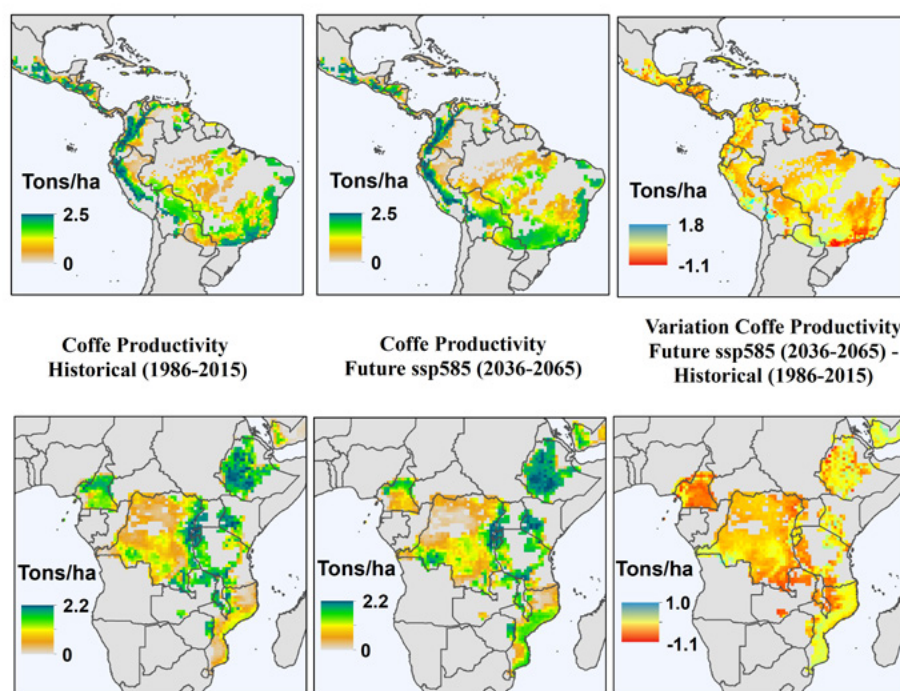 Tons/ha
2.5
0
Tons/ha
2.5
0
Tons/ha
1.8
-1.1
Coffe Productivity
Historical (1986-2015)
Coffe Productivity
Future ssp585 (2036-2065)
Variation Coffe Productivity
Future ssp585 (2036-2065) -
Historical (1986-2015)
Tons/ha
2.2
0
Tons/ha
2.2
0
Tons/ha
1.0
-1.1